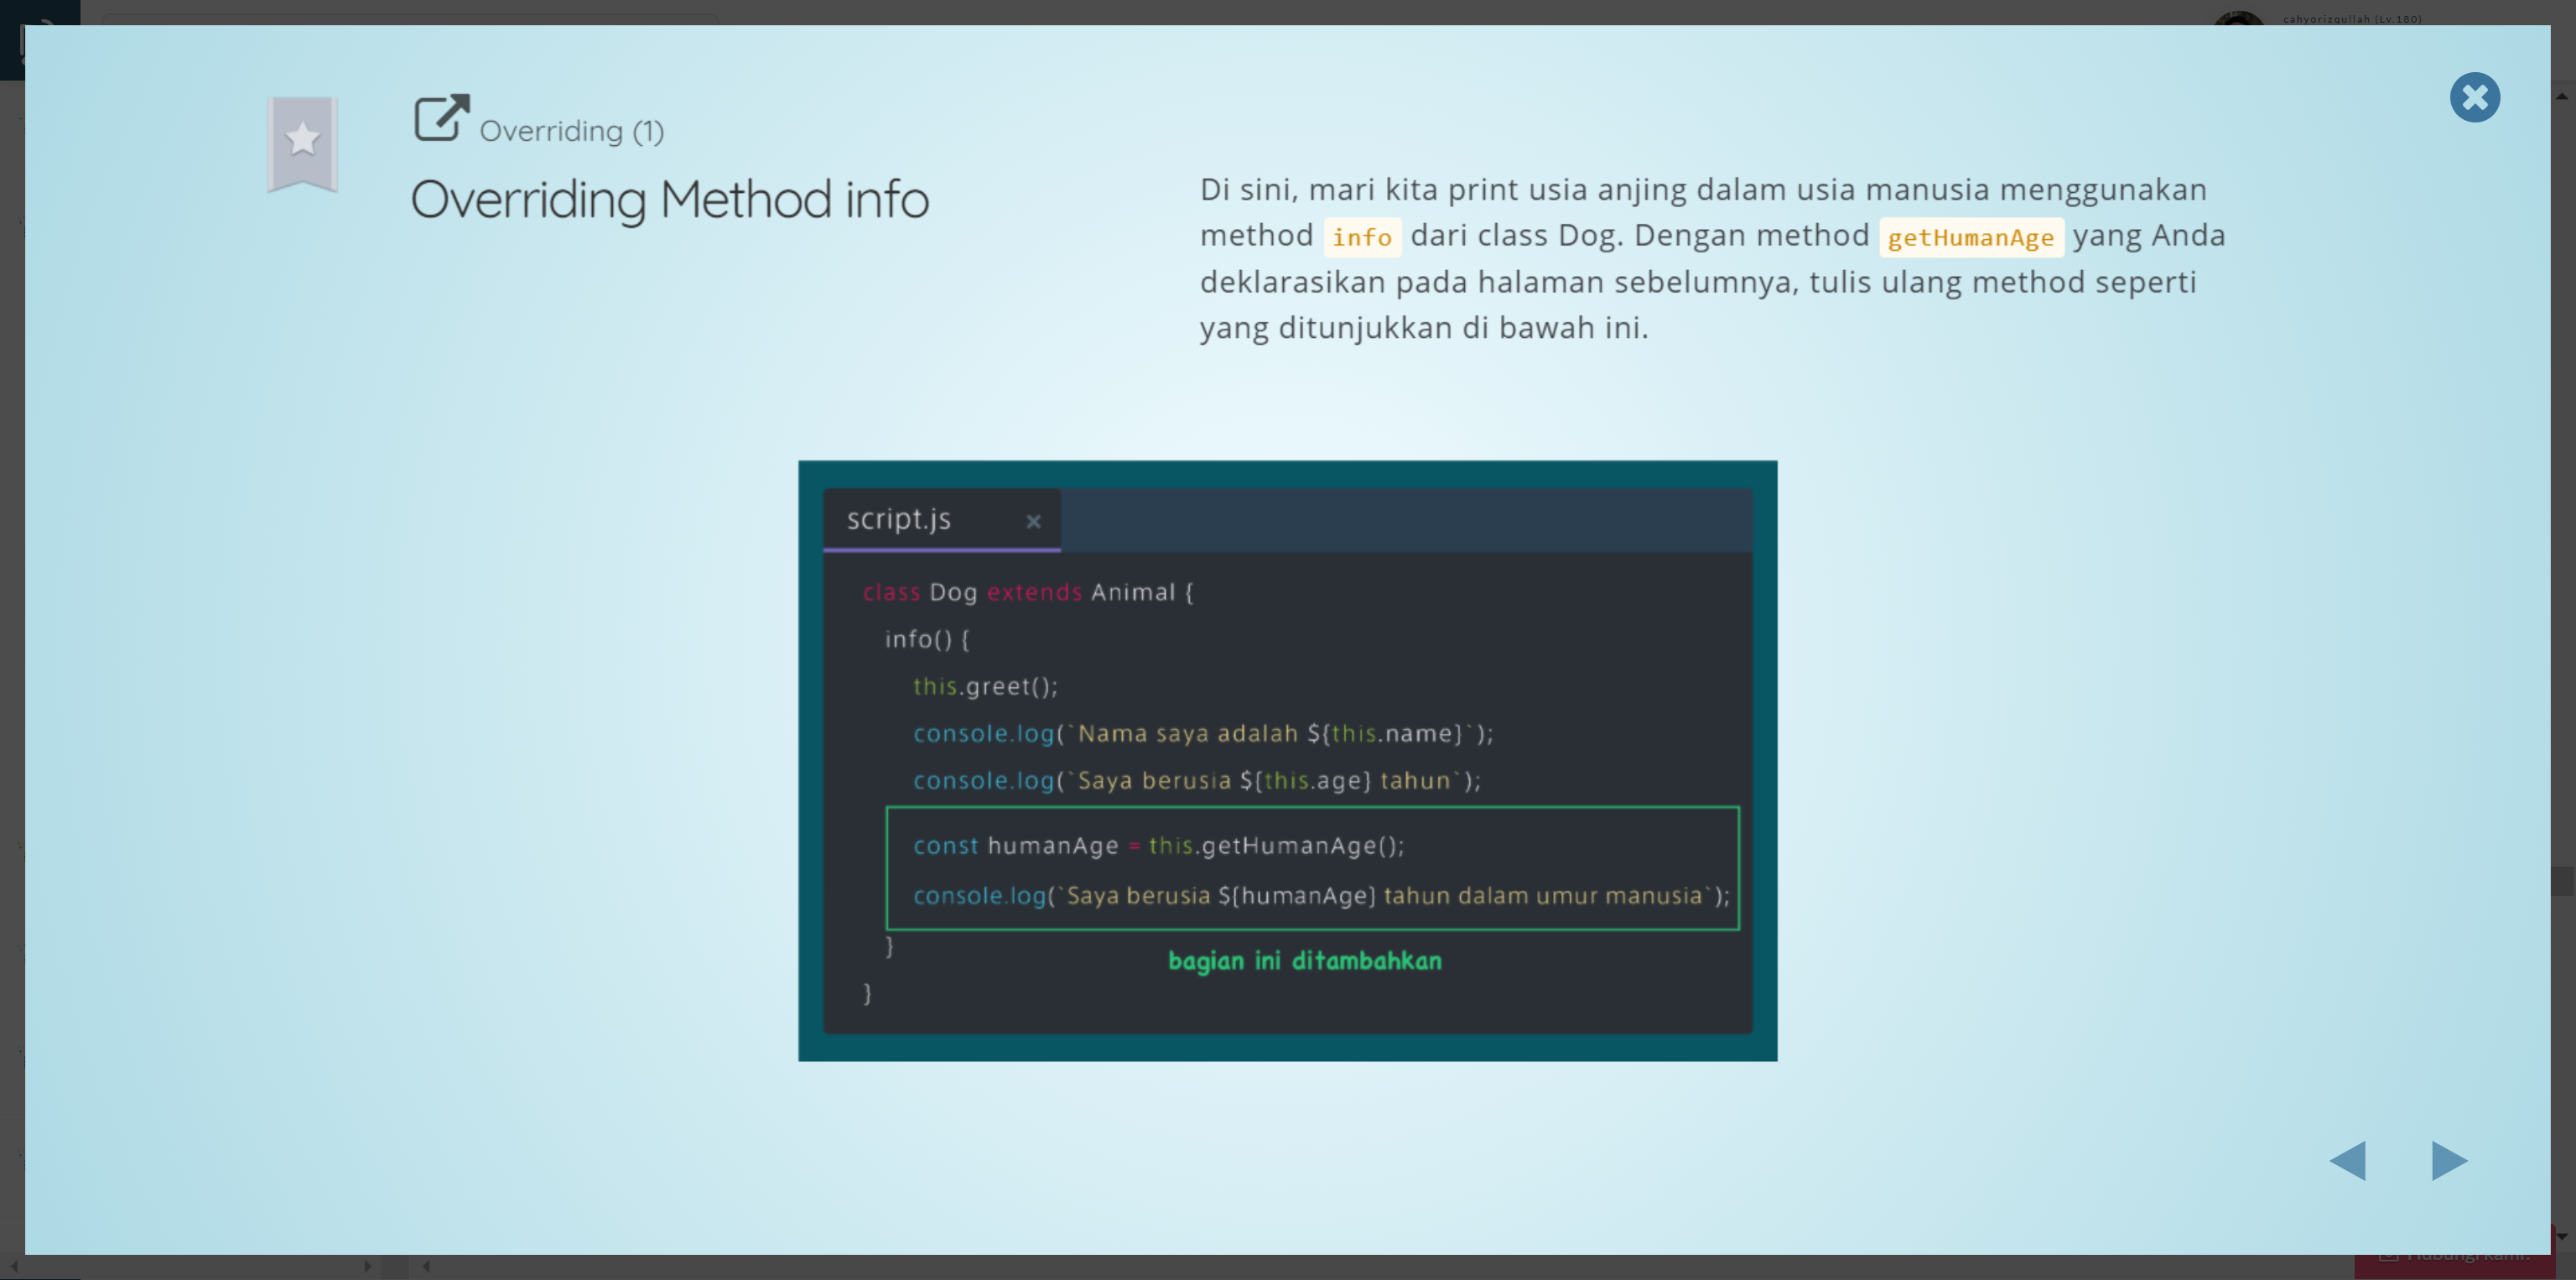 cahyorizqullah (Lv.180)
Overriding (1)
Overriding Method info
Di sini, mari kita print usia anjing dalam usia manusia menggunakan
method info dari class Dog. Dengan method getHumanAge yang Anda
deklarasikan pada halaman sebelumnya, tulis ulang method seperti
yang ditunjukkan di bawah ini.
script.js ×
class Dog extends Animal {
info() {
this.greet();
console.log(`Nama saya adalah ${this.name}`);
console.log(`Saya berusia ${this.age} tahun`);
const humanAge = this.getHumanAge();
console.log(`Saya berusia ${humanAge} tahun dalam umur manusia`);
}
bagian ini ditambahkan
}
Hubungi kami.